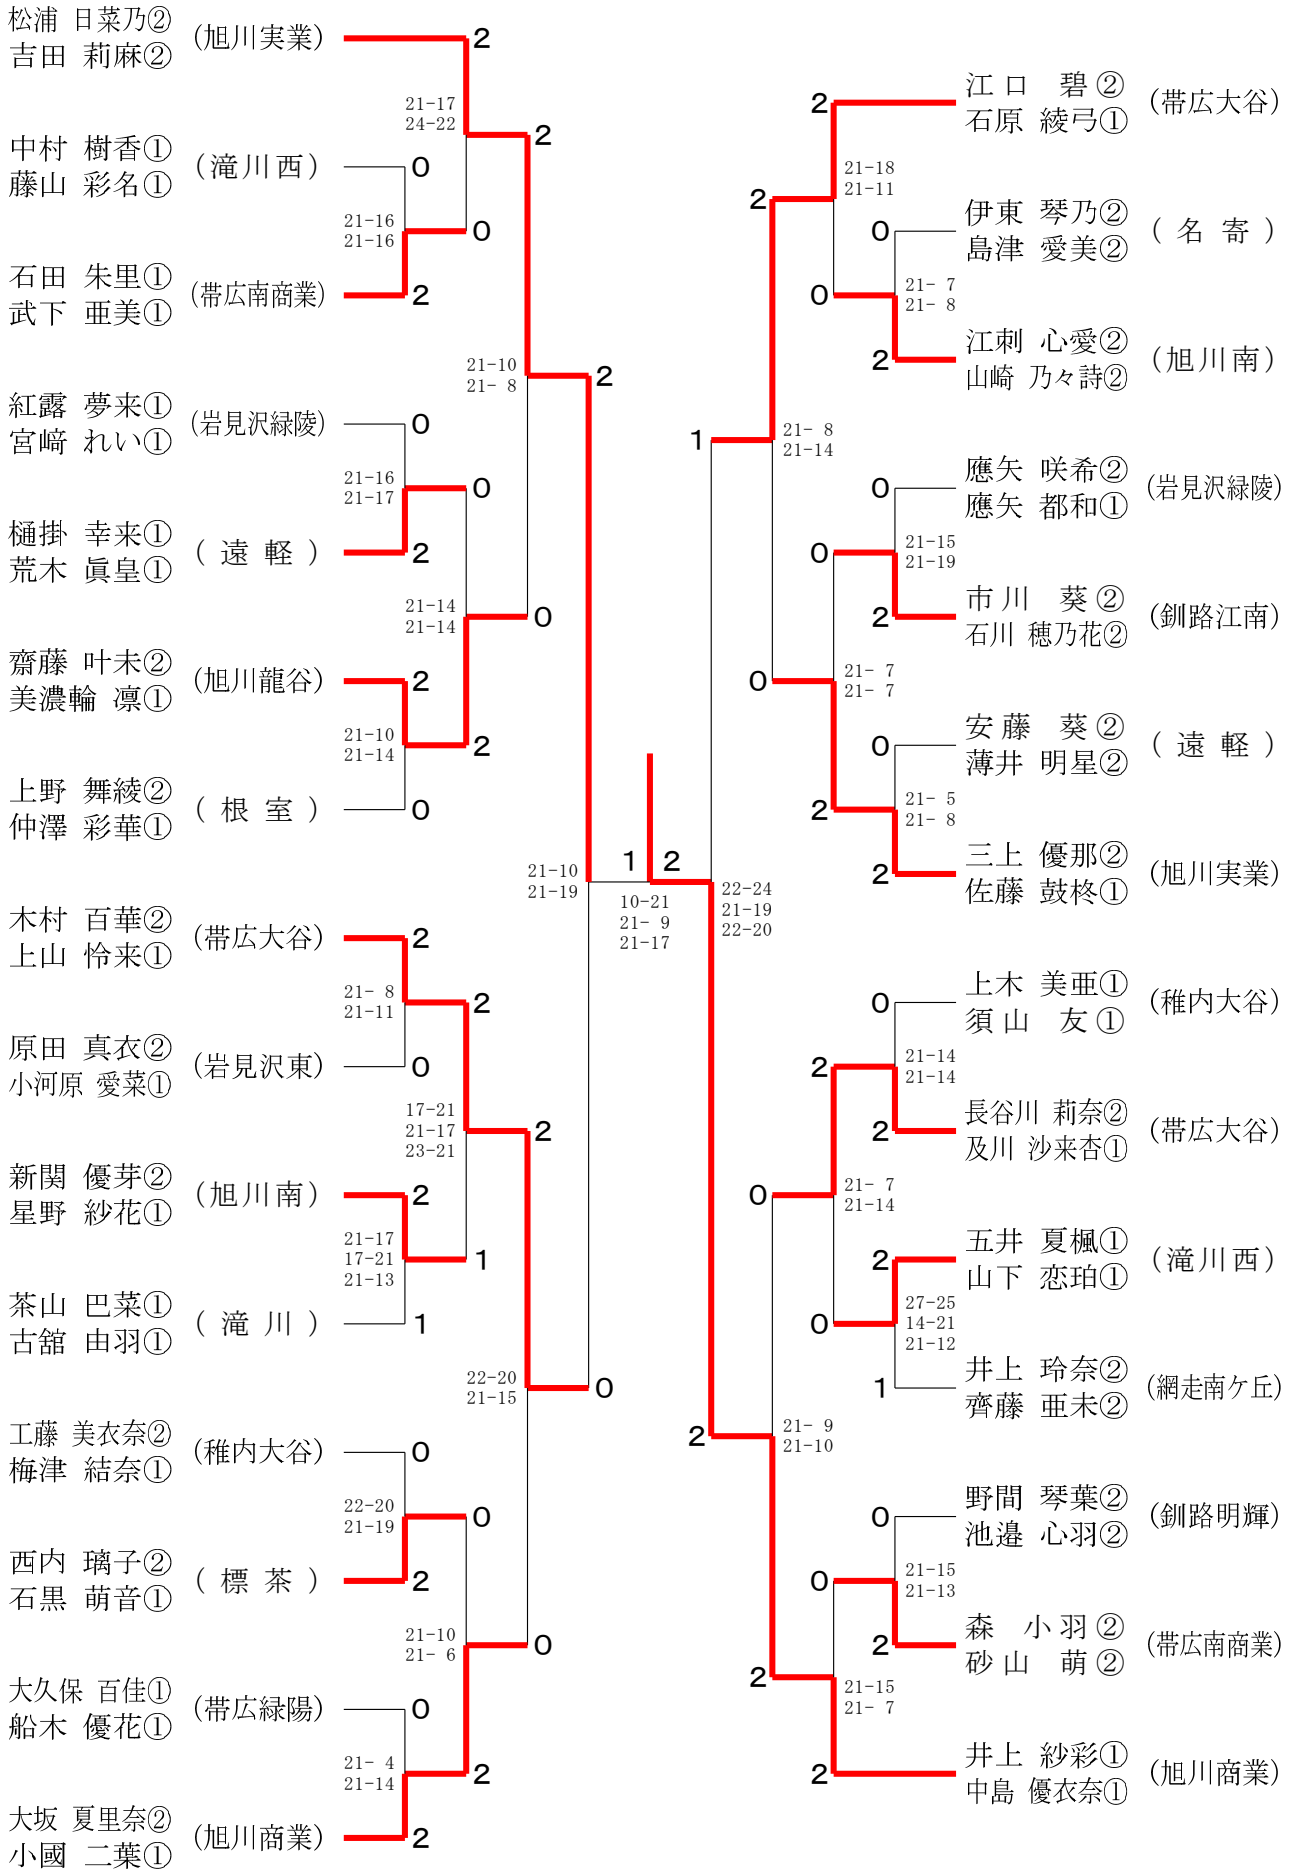 松浦 日菜乃②
吉田 莉麻②
(旭川実業)
2
21-17
24-22
2
中村 樹香①
藤山 彩名①
(滝川西)
0
21-16
21-16
0
石田 朱里①
武下 亜美①
(帯広南商業)
2
21-10
21- 8
2
紅露 夢来①
宮﨑 れい①
(岩見沢緑陵)
0
21-16
21-17
0
樋掛 幸来①
荒木 眞皇①
(遠軽)
2
21-14
21-14
0
齋藤 叶未②
美濃輪 凛①
(旭川龍谷)
2
21-10
21-14
2
上野 舞綾②
仲澤 彩華①
(根室)
0
21-10
21-19
木村 百華②
上山 怜来①
(帯広大谷)
2
21- 8
21-11
2
原田 真衣②
小河原 愛菜①
(岩見沢東)
0
17-21
21-17
23-21
2
新関 優芽②
星野 紗花①
(旭川南)
2
21-17
17-21
21-13
1
茶山 巴菜①
古舘 由羽①
(滝川)
1
22-20
21-15
0
工藤 美衣奈②
梅津 結奈①
(稚内大谷)
0
22-20
21-19
0
西内 璃子②
石黒 萌音①
(標茶)
2
21-10
21- 6
0
大久保 百佳①
船木 優花①
(帯広緑陽)
0
21- 4
21-14
2
大坂 夏里奈②
小國 二葉①
(旭川商業)
2
1 2
10-21
21- 9
21-17
江口 碧②
石原 綾弓①
(帯広大谷)
2
21-18
21-11
2
伊東 琴乃②
島津 愛美②
(名寄)
0
21- 7
21- 8
0
江刺 心愛②
山崎 乃々詩②
(旭川南)
2
1
21- 8
21-14
應矢 咲希②
應矢 都和①
(岩見沢緑陵)
0
21-15
21-19
0
市川 葵②
石川 穂乃花②
(釧路江南)
2
0
21- 7
21- 7
安藤 葵②
薄井 明星②
(遠軽)
0
21- 5
21- 8
2
三上 優那②
佐藤 鼓柊①
(旭川実業)
2
22-24
21-19
22-20
上木 美亜①
須山 友①
(稚内大谷)
0
21-14
21-14
2
長谷川 莉奈②
及川 沙来杏①
(帯広大谷)
2
0
21- 7
21-14
五井 夏楓①
山下 恋珀①
(滝川西)
2
27-25
14-21
21-12
0
井上 玲奈②
齊藤 亜未②
(網走南ケ丘)
1
2
21- 9
21-10
野間 琴葉②
池邉 心羽②
(釧路明輝)
0
21-15
21-13
0
森 小羽②
砂山 萌②
(帯広南商業)
2
2
21-15
21- 7
井上 紗彩①
中島 優衣奈①
(旭川商業)
2